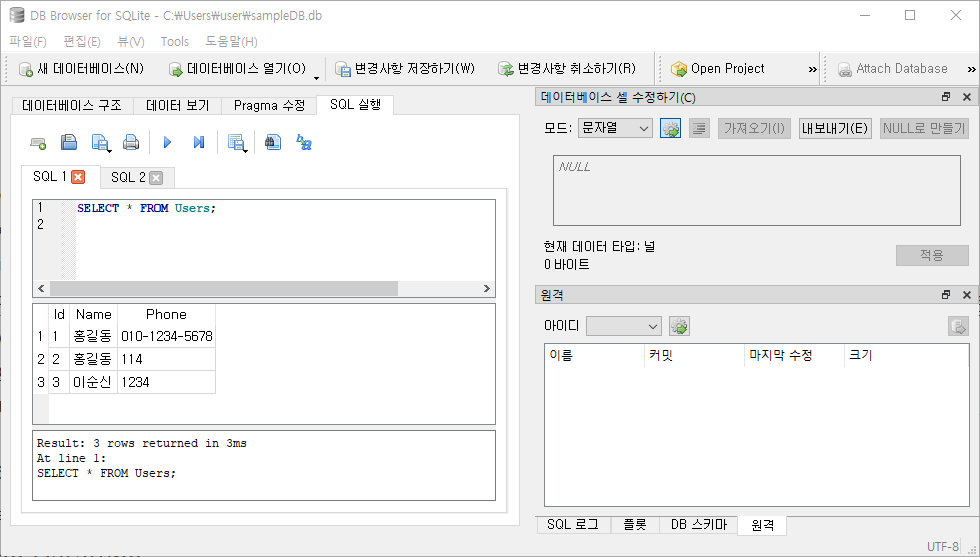 DB Browser for SQLite - C:₩Users₩user₩sampleDB.db
파일(F) 편집(E) 뷰(V) Tools 도움말(H)
새 데이터베이스(N) 데이터베이스 열기(O) 변경사항 저장하기(W) 변경사항 취소하기(R) Open Project » Attach Database »
데이터베이스 구조 데이터 보기 Pragma 수정 SQL 실행
SQL 1 SQL 2
1 SELECT * FROM Users;
2
Id Name Phone
1 1 홍길동 010-1234-5678
2 2 홍길동 114
3 3 이순신 1234
Result: 3 rows returned in 3ms
At line 1:
SELECT * FROM Users;
데이터베이스 셀 수정하기(C)
모드: 문자열 가져오기(I) 내보내기(E) NULL로 만들기
NULL
현재 데이터 타입: 널
0 바이트
적용
원격
아이디
이름 커밋 마지막 수정 크기
SQL 로그 플롯 DB 스키마 원격
UTF-8